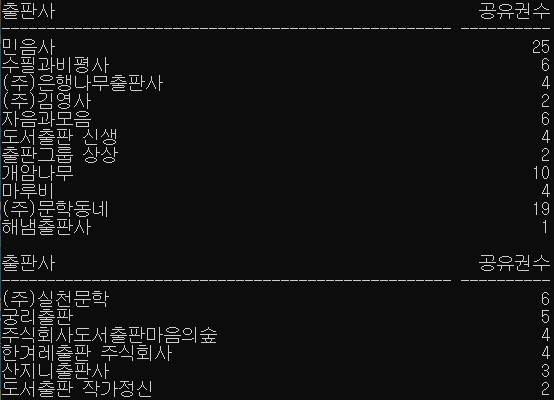 출판사 공유권수
민음사 25
수필과비평사 6
(주)은행나무출판사 4
(주)김영사 2
자음과모음 6
도서출판 신생 4
출판그룹 상상 2
개암나무 10
마루비 4
(주)문학동네 19
해냄출판사 1
출판사 공유권수
(주)실천문학 6
궁리출판 5
주식회사도서출판마음의숲 4
한겨레출판 주식회사 4
산지니출판사 3
도서출판 작가정신 2